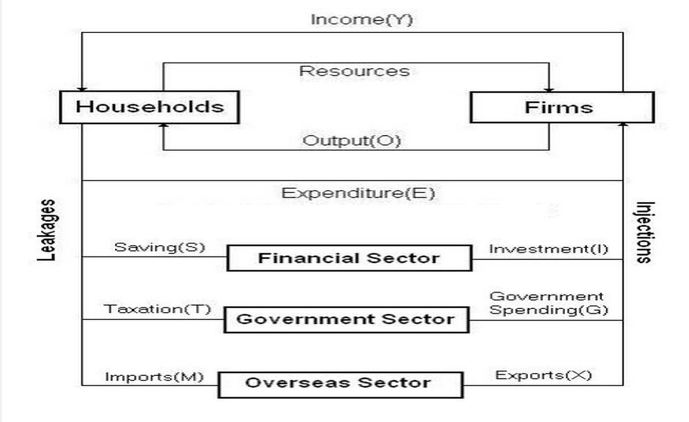 Income(Y)
Resources
Households
Firms
Output(O)
Expenditure(E)
Leakages
Injections
Saving(S)
Financial Sector
Investment(I)
Taxation(T)
Government Sector
Government
Spending(G)
Imports(M)
Overseas Sector
Exports(X)